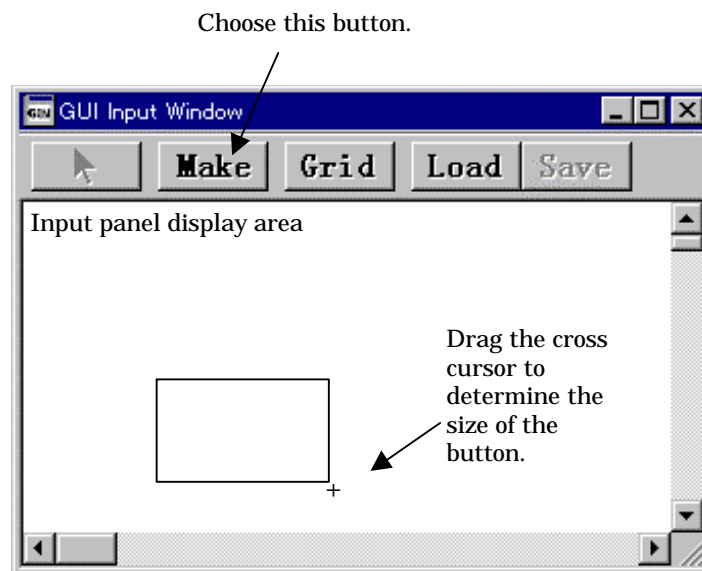 Choose this button.
GUI Input Window
Make Grid Load Save
Input panel display area
Drag the cross
cursor to
determine the
size of the
button.